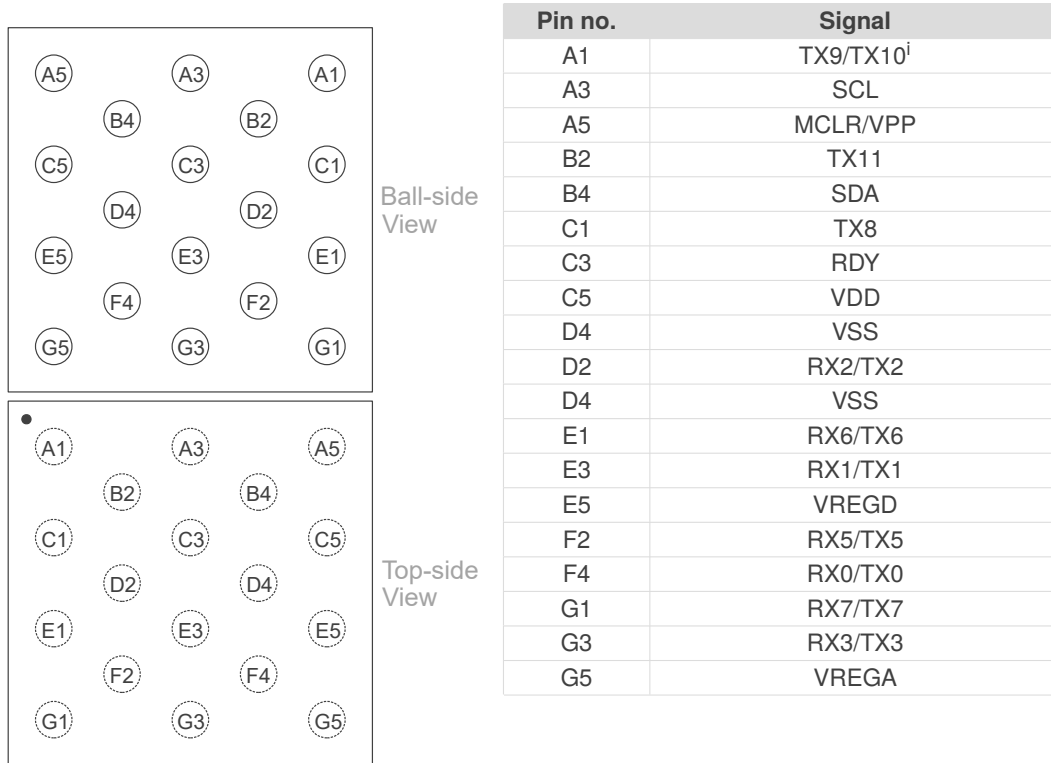 A5 A3 A1
B4 B2
C5 C3 C1
D4 D2
E5 E3 E1
F4 F2
G5 G3 G1
Ball-side
View
A1 A3 A5
B2 B4
C1 C3 C5
D2 D4
E1 E3 E5
F2 F4
G1 G3 G5
Top-side
View
Pin no. Signal
A1 TX9/TX10i
A3 SCL
A5 MCLR/VPP
B2 TX11
B4 SDA
C1 TX8
C3 RDY
C5 VDD
D4 VSS
D2 RX2/TX2
D4 VSS
E1 RX6/TX6
E3 RX1/TX1
E5 VREGD
F2 RX5/TX5
F4 RX0/TX0
G1 RX7/TX7
G3 RX3/TX3
G5 VREGA